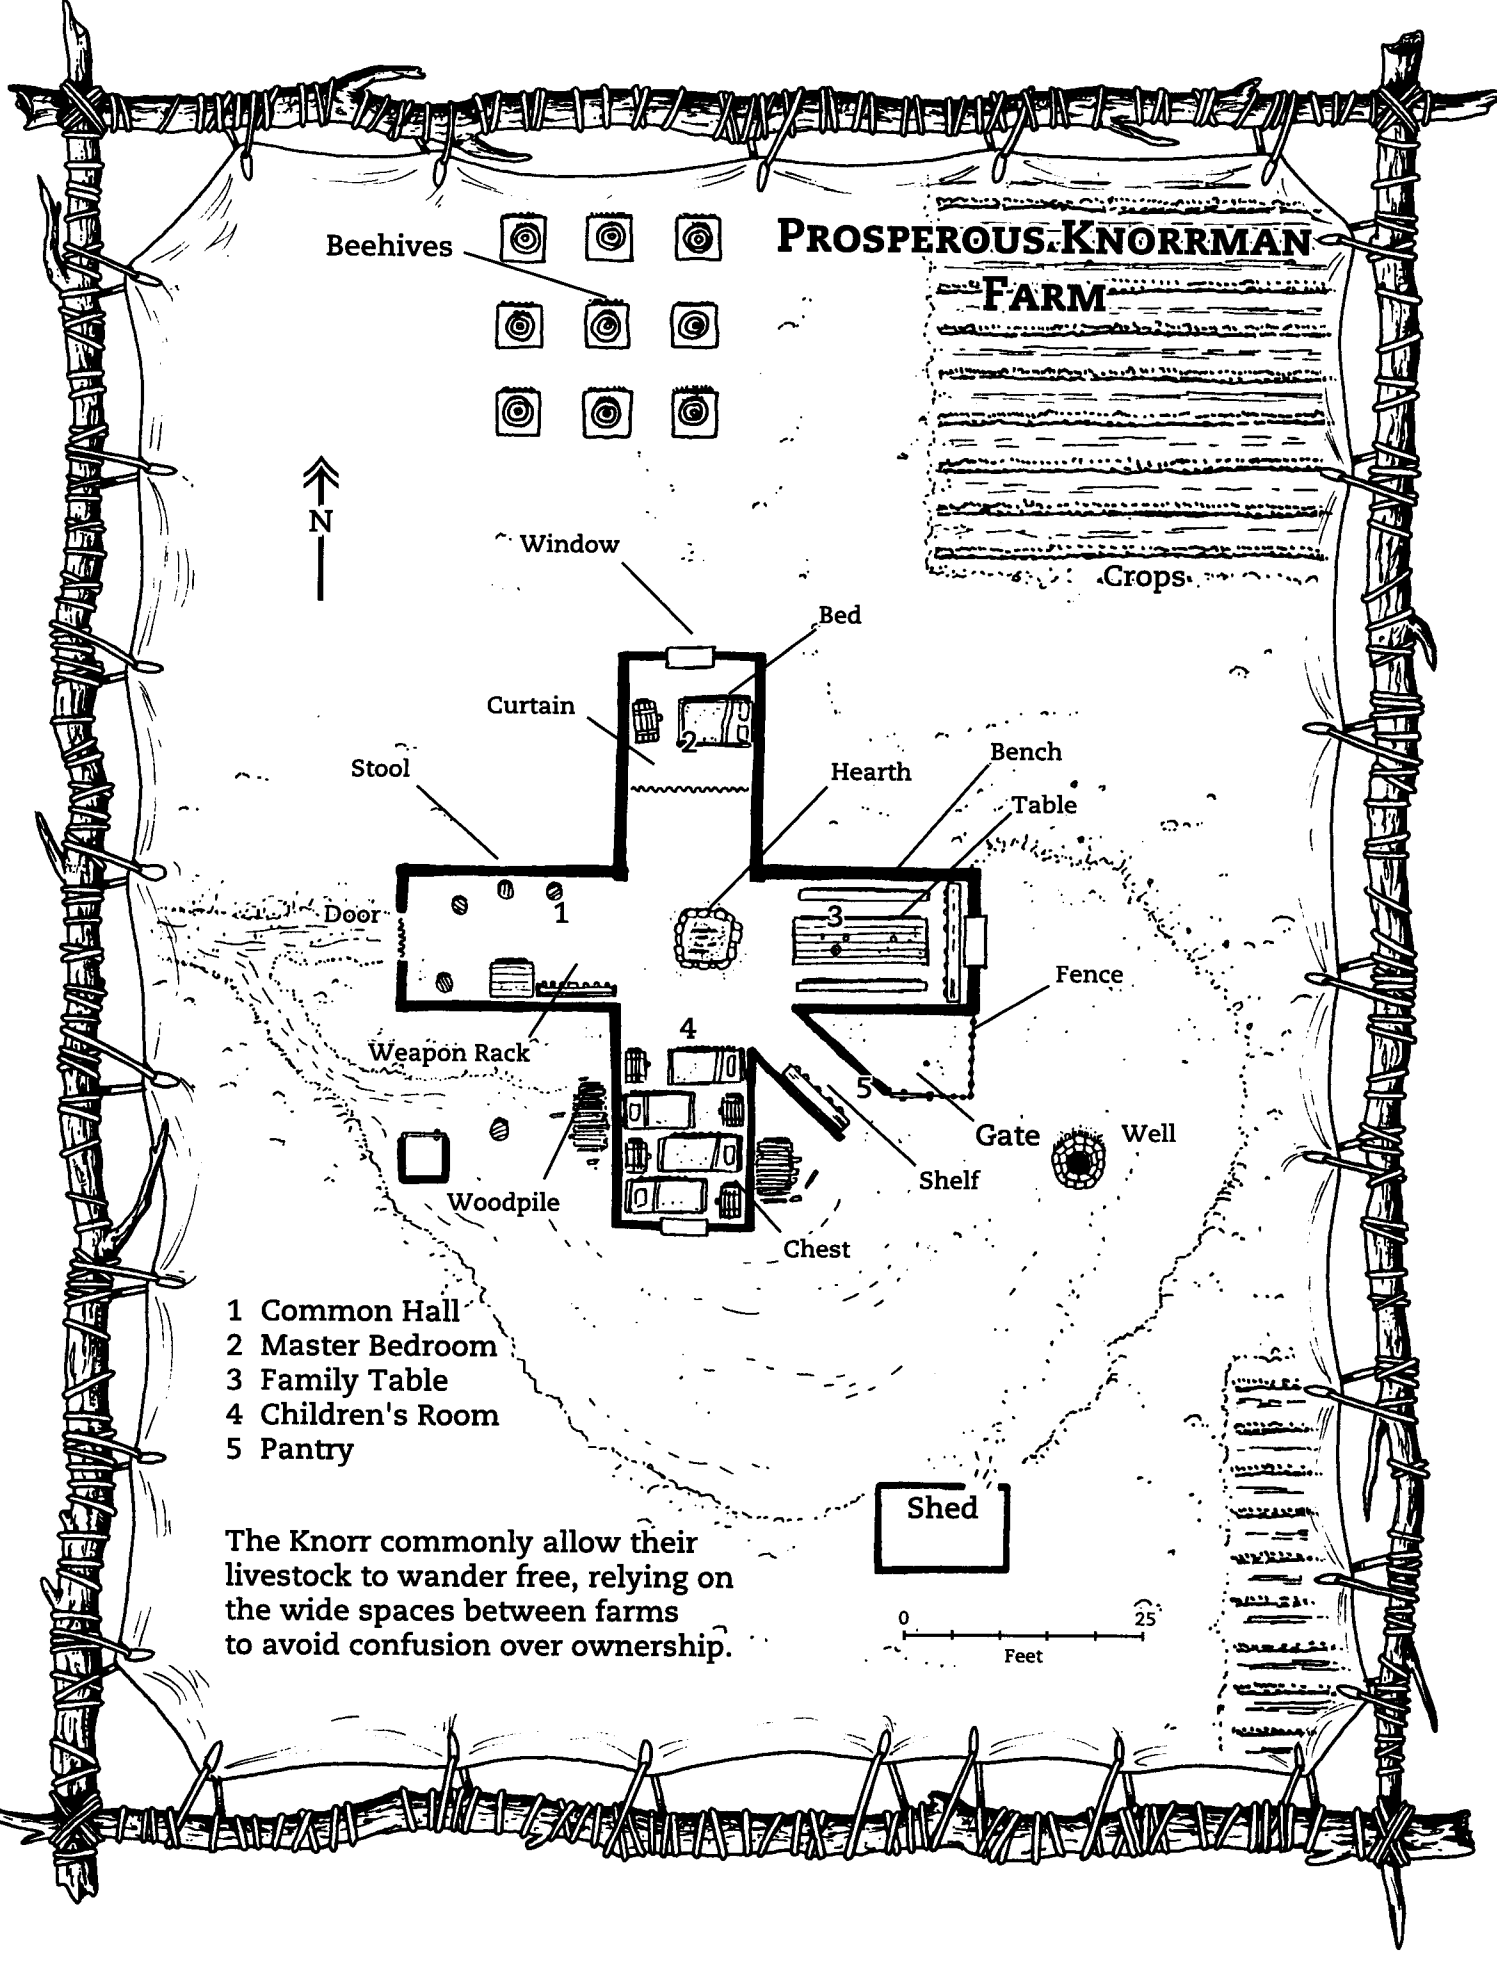 Beehives
PROSPEROUS KNORRMAN
FARM
N
Window
Crops
Bed
Curtain
2
Stool
Hearth
Bench
Table
Door
1
3
Fence
4
Weapon Rack
5
Gate
Well
Shelf
Woodpile
Chest
1 Common Hall
2 Master Bedroom
3 Family Table
4 Children's Room
5 Pantry
Shed
The Knorr commonly allow their
livestock to wander free, relying on
the wide spaces between farms
to avoid confusion over ownership.
0 25
Feet